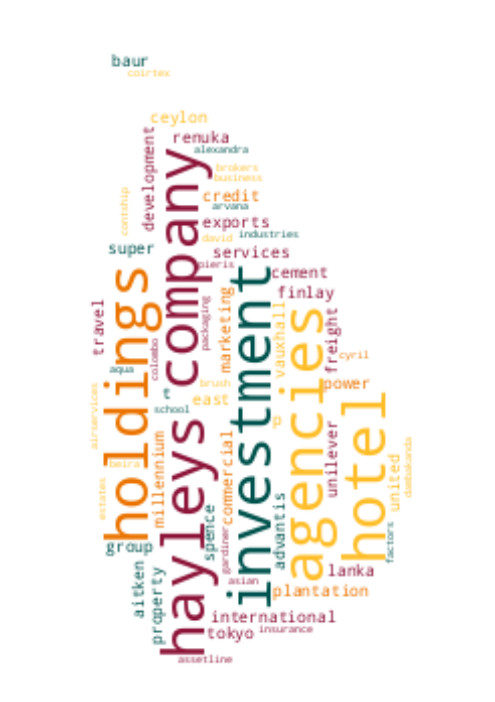 baur
coirtex
ceylon
renuka
alexandra
development
company
brokers
business
credit
arvana
contship
exports
david
industries
super
services
pieris
holdings
investment
cement
finlay
travel
packaging
marketing
vauxhall
agencies
freight
colombo
cyril
aqua
brush
power
t
east
school
hotel
airservices
hayleys
p.
unilever
millennium
commercial
united
dambakanda
beira
estates
spence
advantis
factors
group
gardiner
lanka
aitken
property
asian
plantation
international
tokyo
insurance
assetline